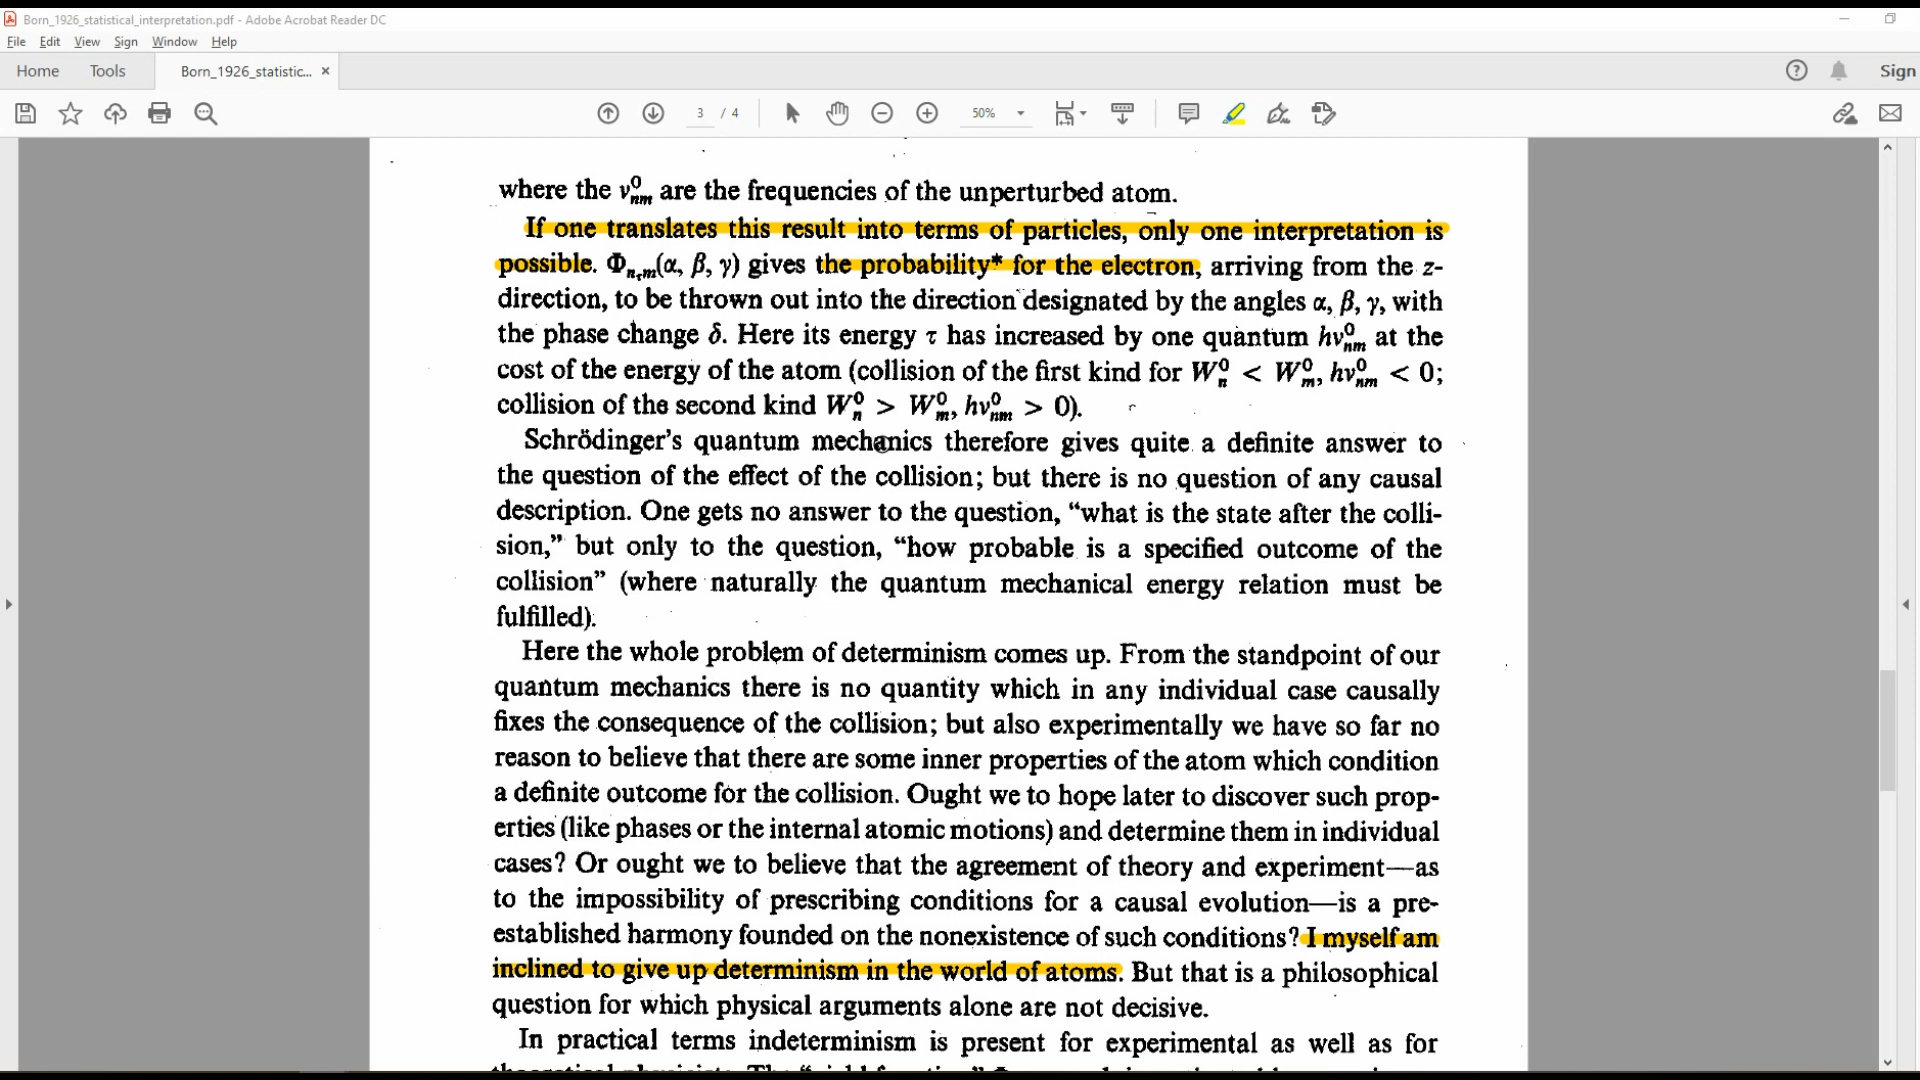 Born_1926_statistical_interpretation.pdf - Adobe Acrobat Reader DC
File Edit View Sign Window Help
Home Tools Born_1926_statistic... × Sign
3 / 4 50%
where the ν⁰ₙₘ are the frequencies of the unperturbed atom.
If one translates this result into terms of particles, only one interpretation is
possible. Φₙτₘ(α, β, γ) gives the probability* for the electron, arriving from the z-
direction, to be thrown out into the direction designated by the angles α, β, γ, with
the phase change δ. Here its energy τ has increased by one quantum hν⁰ₙₘ at the
cost of the energy of the atom (collision of the first kind for W⁰ₙ < W⁰ₘ, hν⁰ₙₘ < 0;
collision of the second kind W⁰ₙ > W⁰ₘ, hν⁰ₙₘ > 0).
Schrödinger's quantum mechanics therefore gives quite a definite answer to
the question of the effect of the collision; but there is no question of any causal
description. One gets no answer to the question, “what is the state after the colli-
sion,” but only to the question, “how probable is a specified outcome of the
collision” (where naturally the quantum mechanical energy relation must be
fulfilled).
Here the whole problem of determinism comes up. From the standpoint of our
quantum mechanics there is no quantity which in any individual case causally
fixes the consequence of the collision; but also experimentally we have so far no
reason to believe that there are some inner properties of the atom which condition
a definite outcome for the collision. Ought we to hope later to discover such prop-
erties (like phases or the internal atomic motions) and determine them in individual
cases? Or ought we to believe that the agreement of theory and experiment—as
to the impossibility of prescribing conditions for a causal evolution—is a pre-
established harmony founded on the nonexistence of such conditions? I myself am
inclined to give up determinism in the world of atoms. But that is a philosophical
question for which physical arguments alone are not decisive.
In practical terms indeterminism is present for experimental as well as for